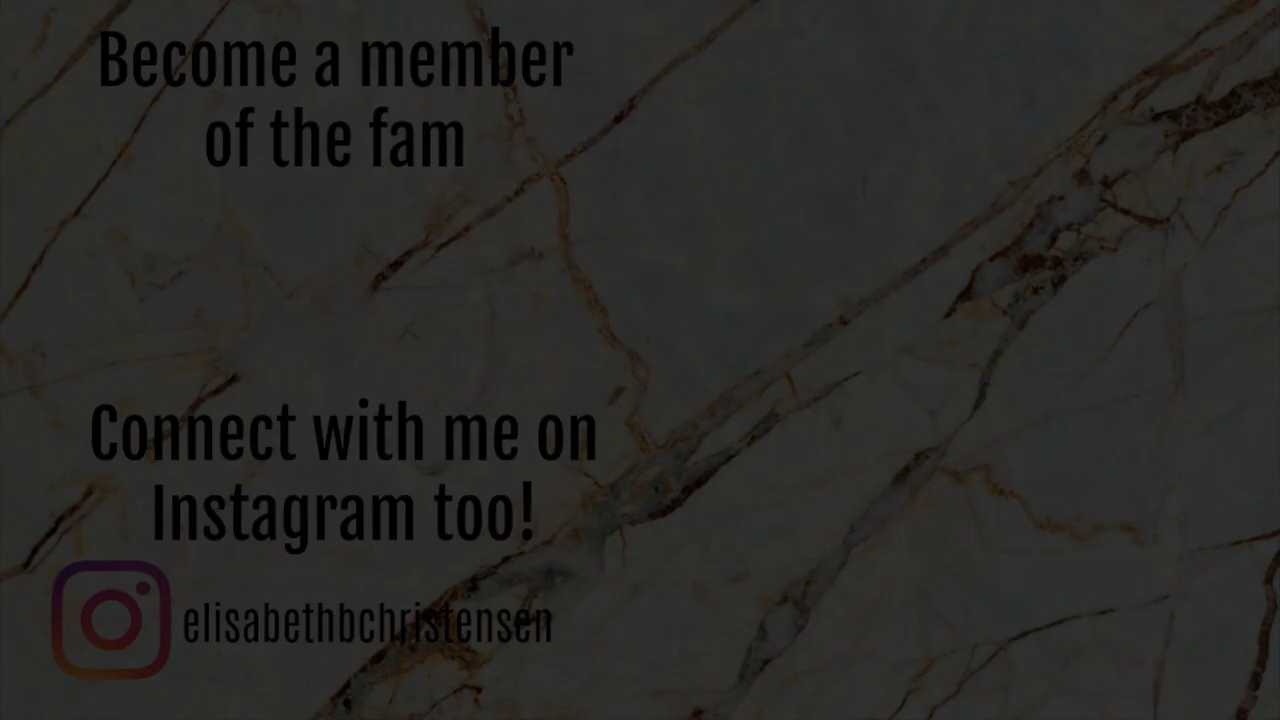 Become a member
of the fam
Connect with me on
Instagram too!
elisabethbchristensen